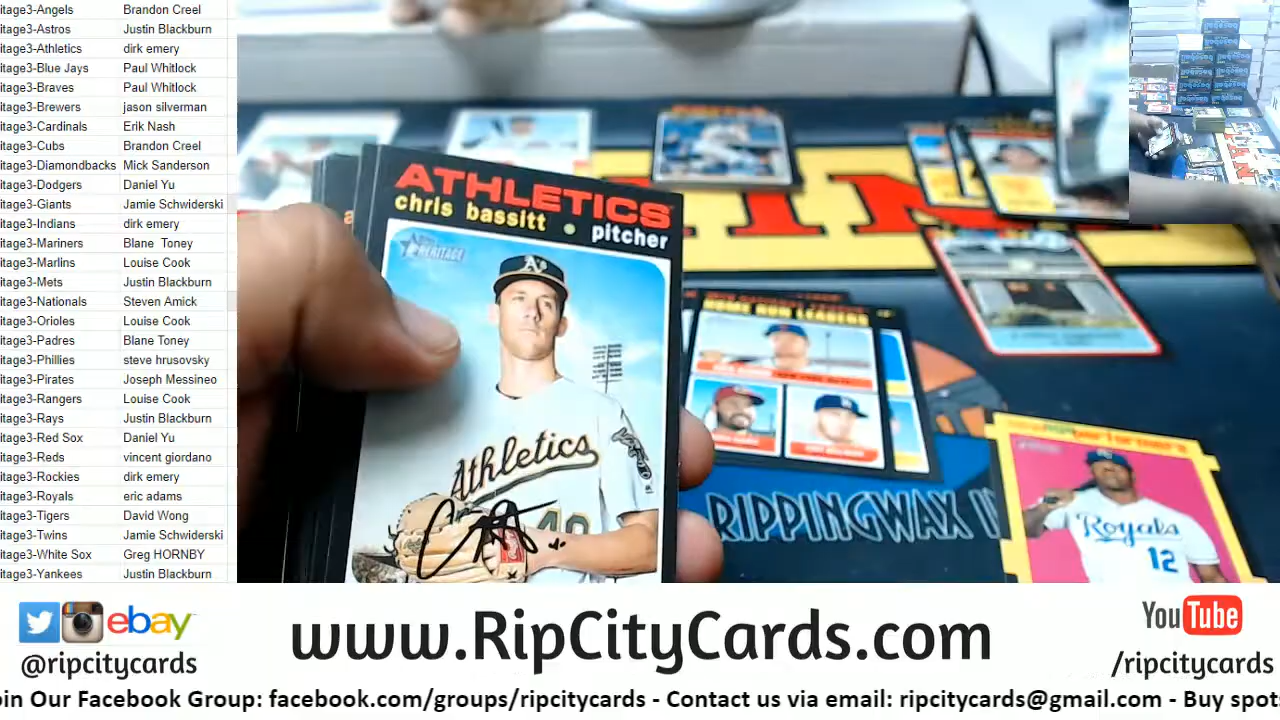 itage3-Angels Brandon Creel
itage3-Astros Justin Blackburn
itage3-Athletics dirk emery
itage3-Blue Jays Paul Whitlock
itage3-Braves Paul Whitlock
itage3-Brewers jason silverman
itage3-Cardinals Erik Nash
itage3-Cubs Brandon Creel
itage3-Diamondbacks Mick Sanderson
itage3-Dodgers Daniel Yu
itage3-Giants Jamie Schwiderski
itage3-Indians dirk emery
itage3-Mariners Blane Toney
itage3-Marlins Louise Cook
itage3-Mets Justin Blackburn
itage3-Nationals Steven Amick
itage3-Orioles Louise Cook
itage3-Padres Blane Toney
itage3-Phillies steve hrusovsky
itage3-Pirates Joseph Messineo
itage3-Rangers Louise Cook
itage3-Rays Justin Blackburn
itage3-Red Sox Daniel Yu
itage3-Reds vincent giordano
itage3-Rockies dirk emery
itage3-Royals eric adams
itage3-Tigers David Wong
itage3-Twins Jamie Schwiderski
itage3-White Sox Greg HORNBY
itage3-Yankees Justin Blackburn
ATHLETICS
chris bassitt • pitcher
HERITAGE
A's
Athletics
HOME RUN LEADERS
RIPPINGWAX
Royals
12
ebay
@ripcitycards
www.RipCityCards.com
YouTube
/ripcitycards
oin Our Facebook Group: facebook.com/groups/ripcitycards - Contact us via email: ripcitycards@gmail.com - Buy spot